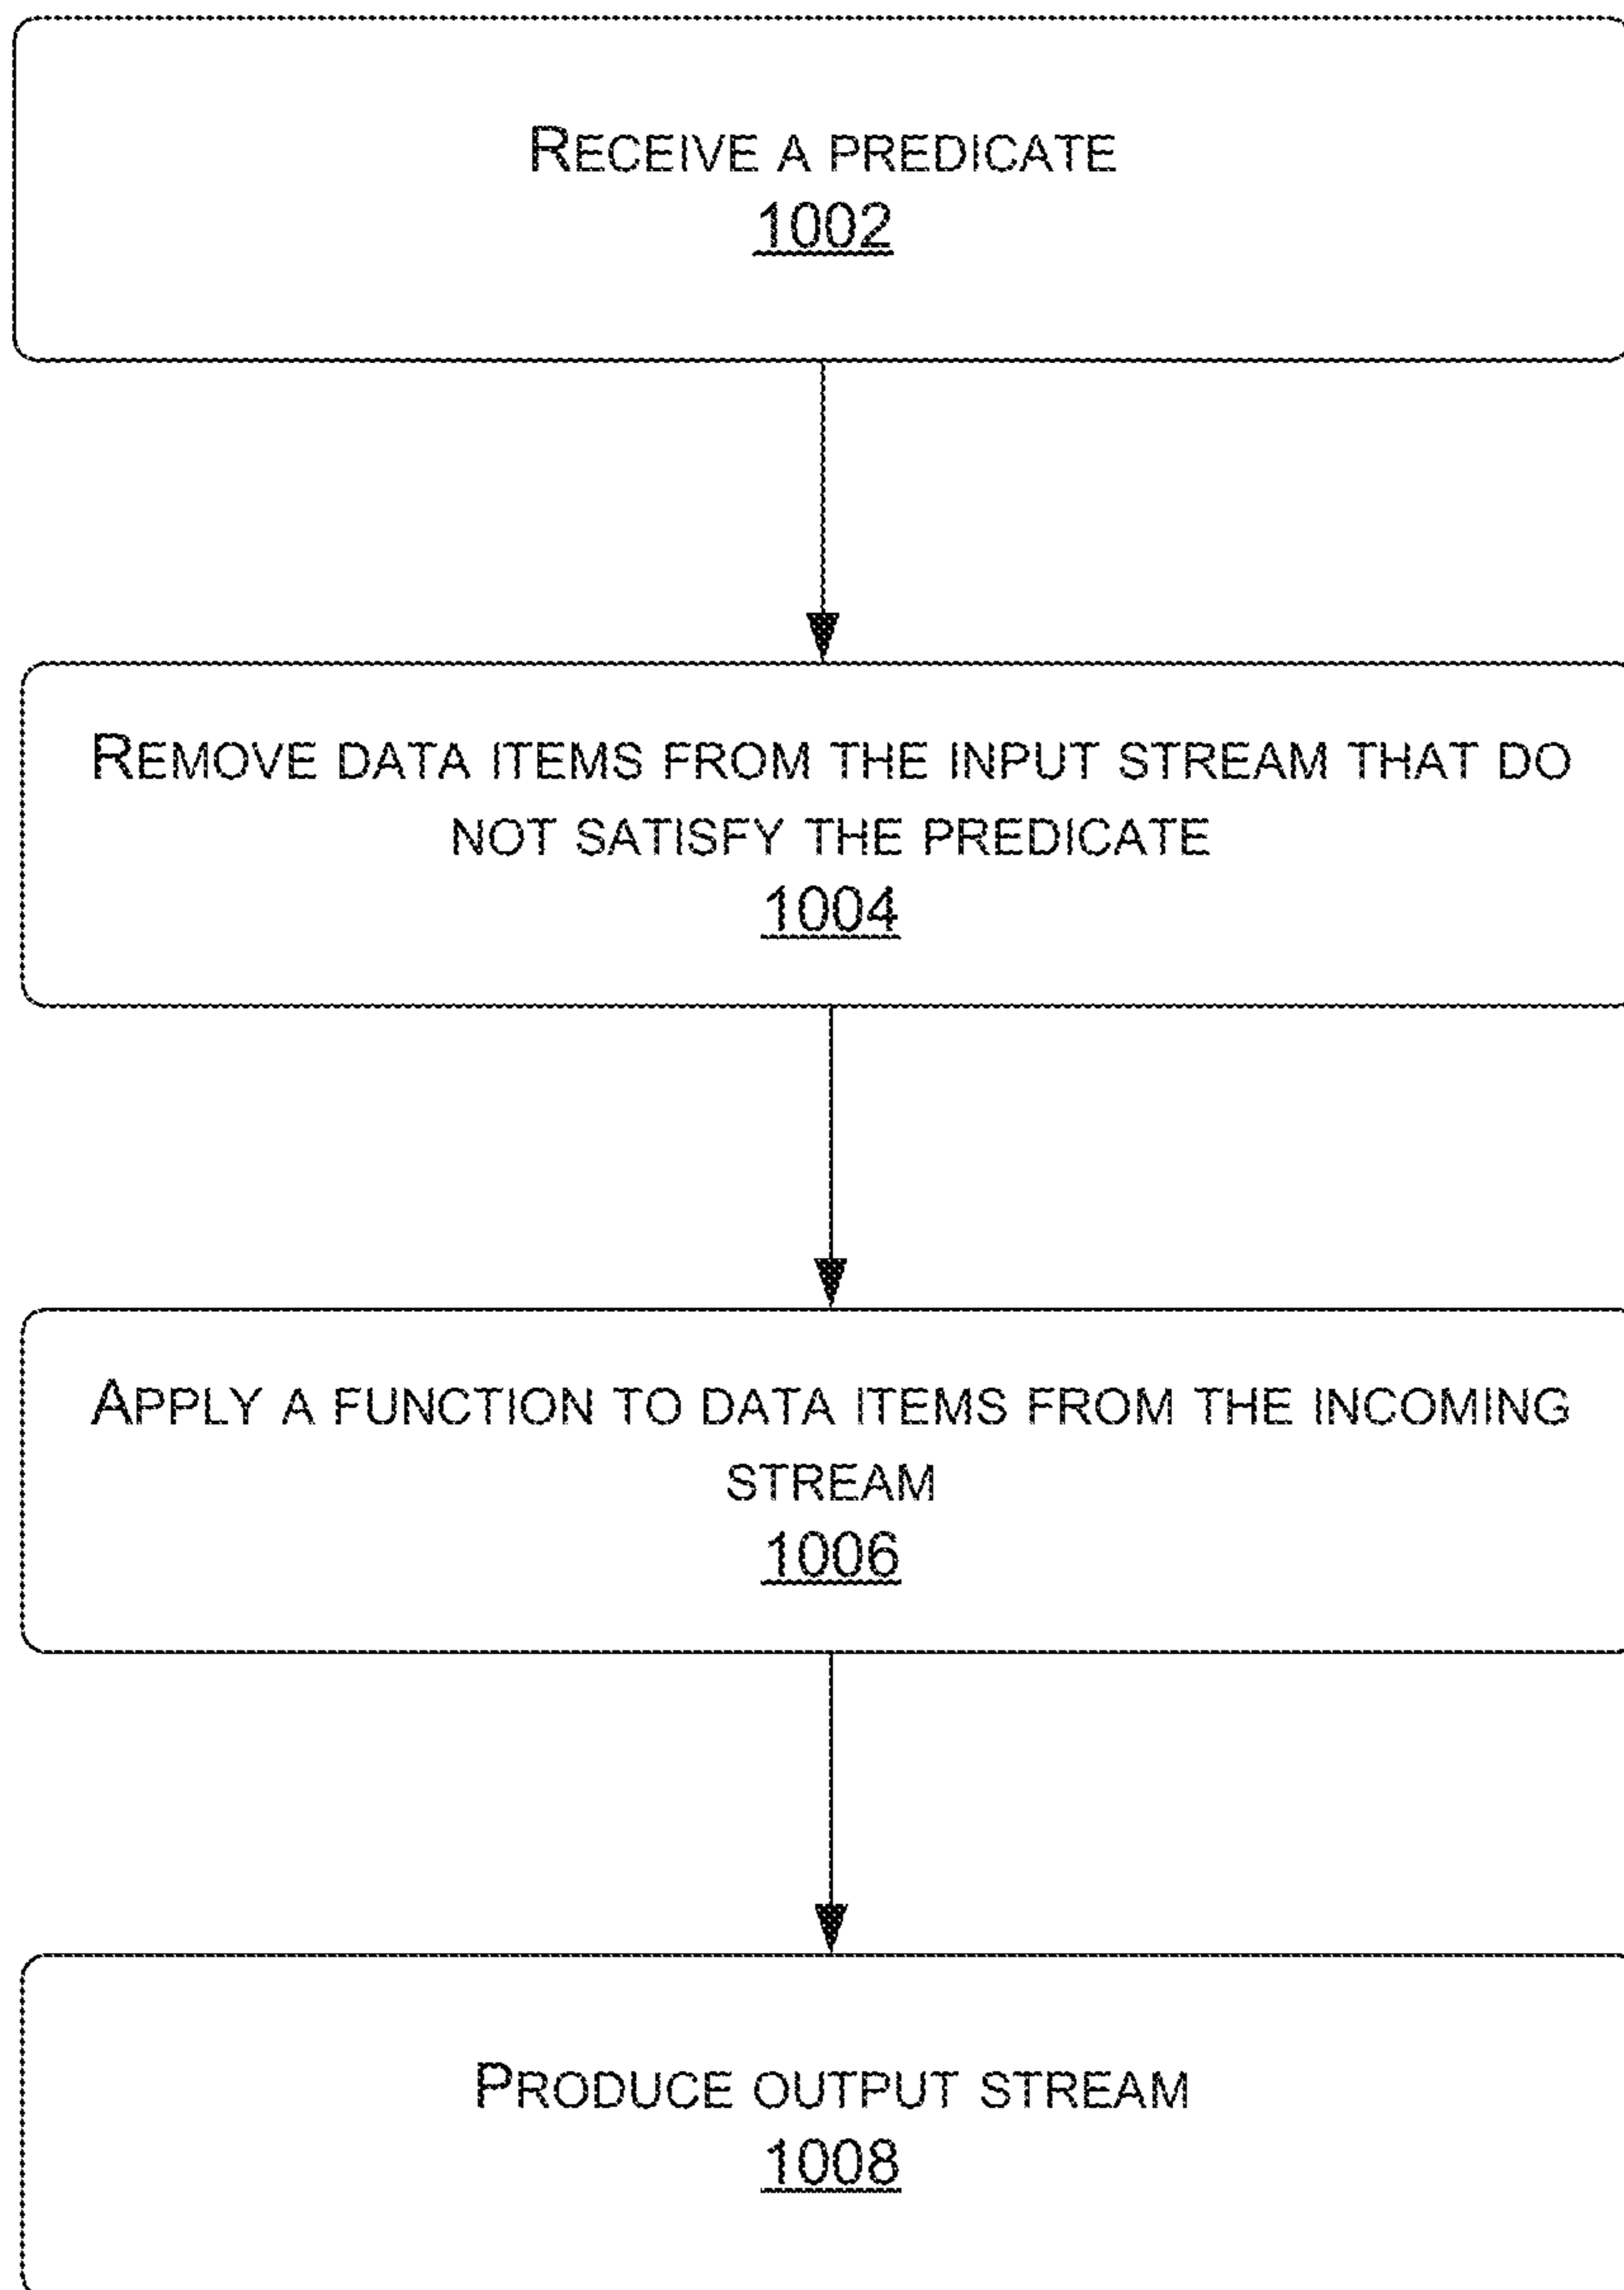 RECEIVE A PREDICATE
1002
REMOVE DATA ITEMS FROM THE INPUT STREAM THAT DO
NOT SATISFY THE PREDICATE
1004
APPLY A FUNCTION TO DATA ITEMS FROM THE INCOMING
STREAM
1006
PRODUCE OUTPUT STREAM
1008